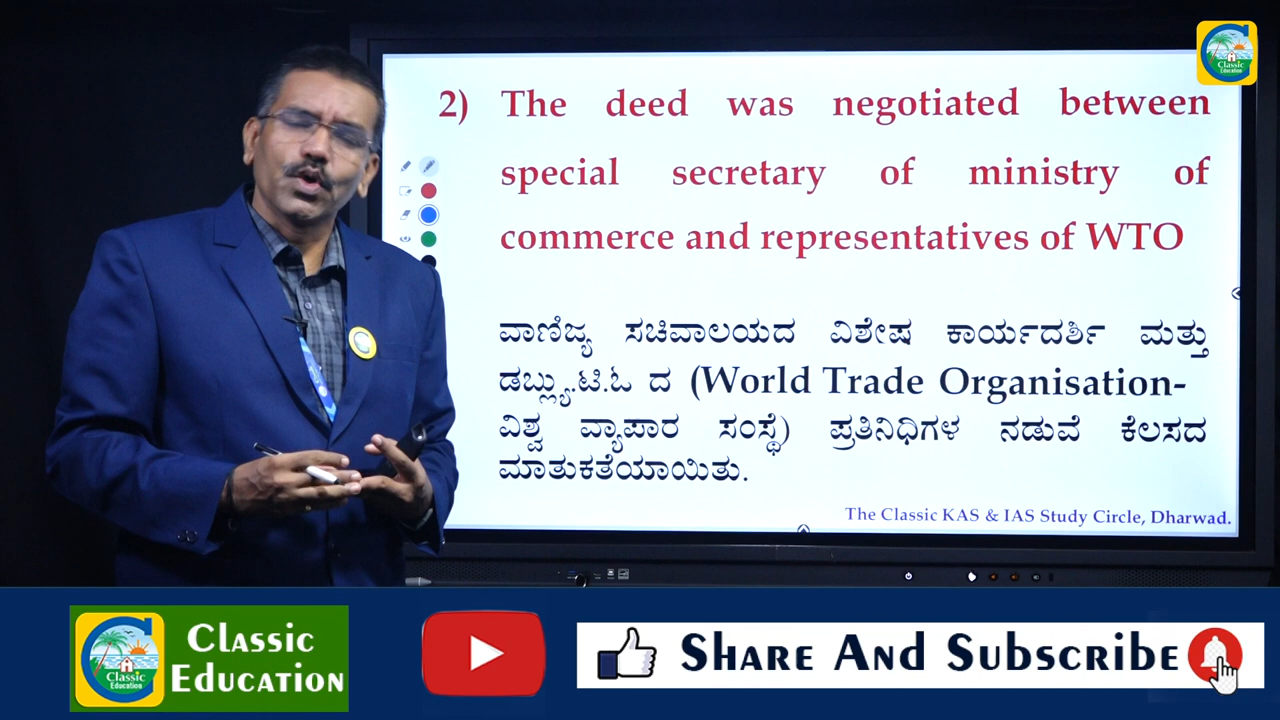 Classic
Education
2) The deed was negotiated between
special secretary of ministry of
commerce and representatives of WTO
ವಾಣಿಜ್ಯ ಸಚಿವಾಲಯದ ವಿಶೇಷ ಕಾರ್ಯದರ್ಶಿ ಮತ್ತು
ಡಬ್ಲ್ಯು.ಟಿ.ಓ ದ (World Trade Organisation-
ವಿಶ್ವ ವ್ಯಾಪಾರ ಸಂಸ್ಥೆ) ಪ್ರತಿನಿಧಿಗಳ ನಡುವೆ ಕೆಲಸದ
ಮಾತುಕತೆಯಾಯಿತು.
The Classic KAS & IAS Study Circle, Dharwad.
Classic
Education
Classic
Education
Share And Subscribe